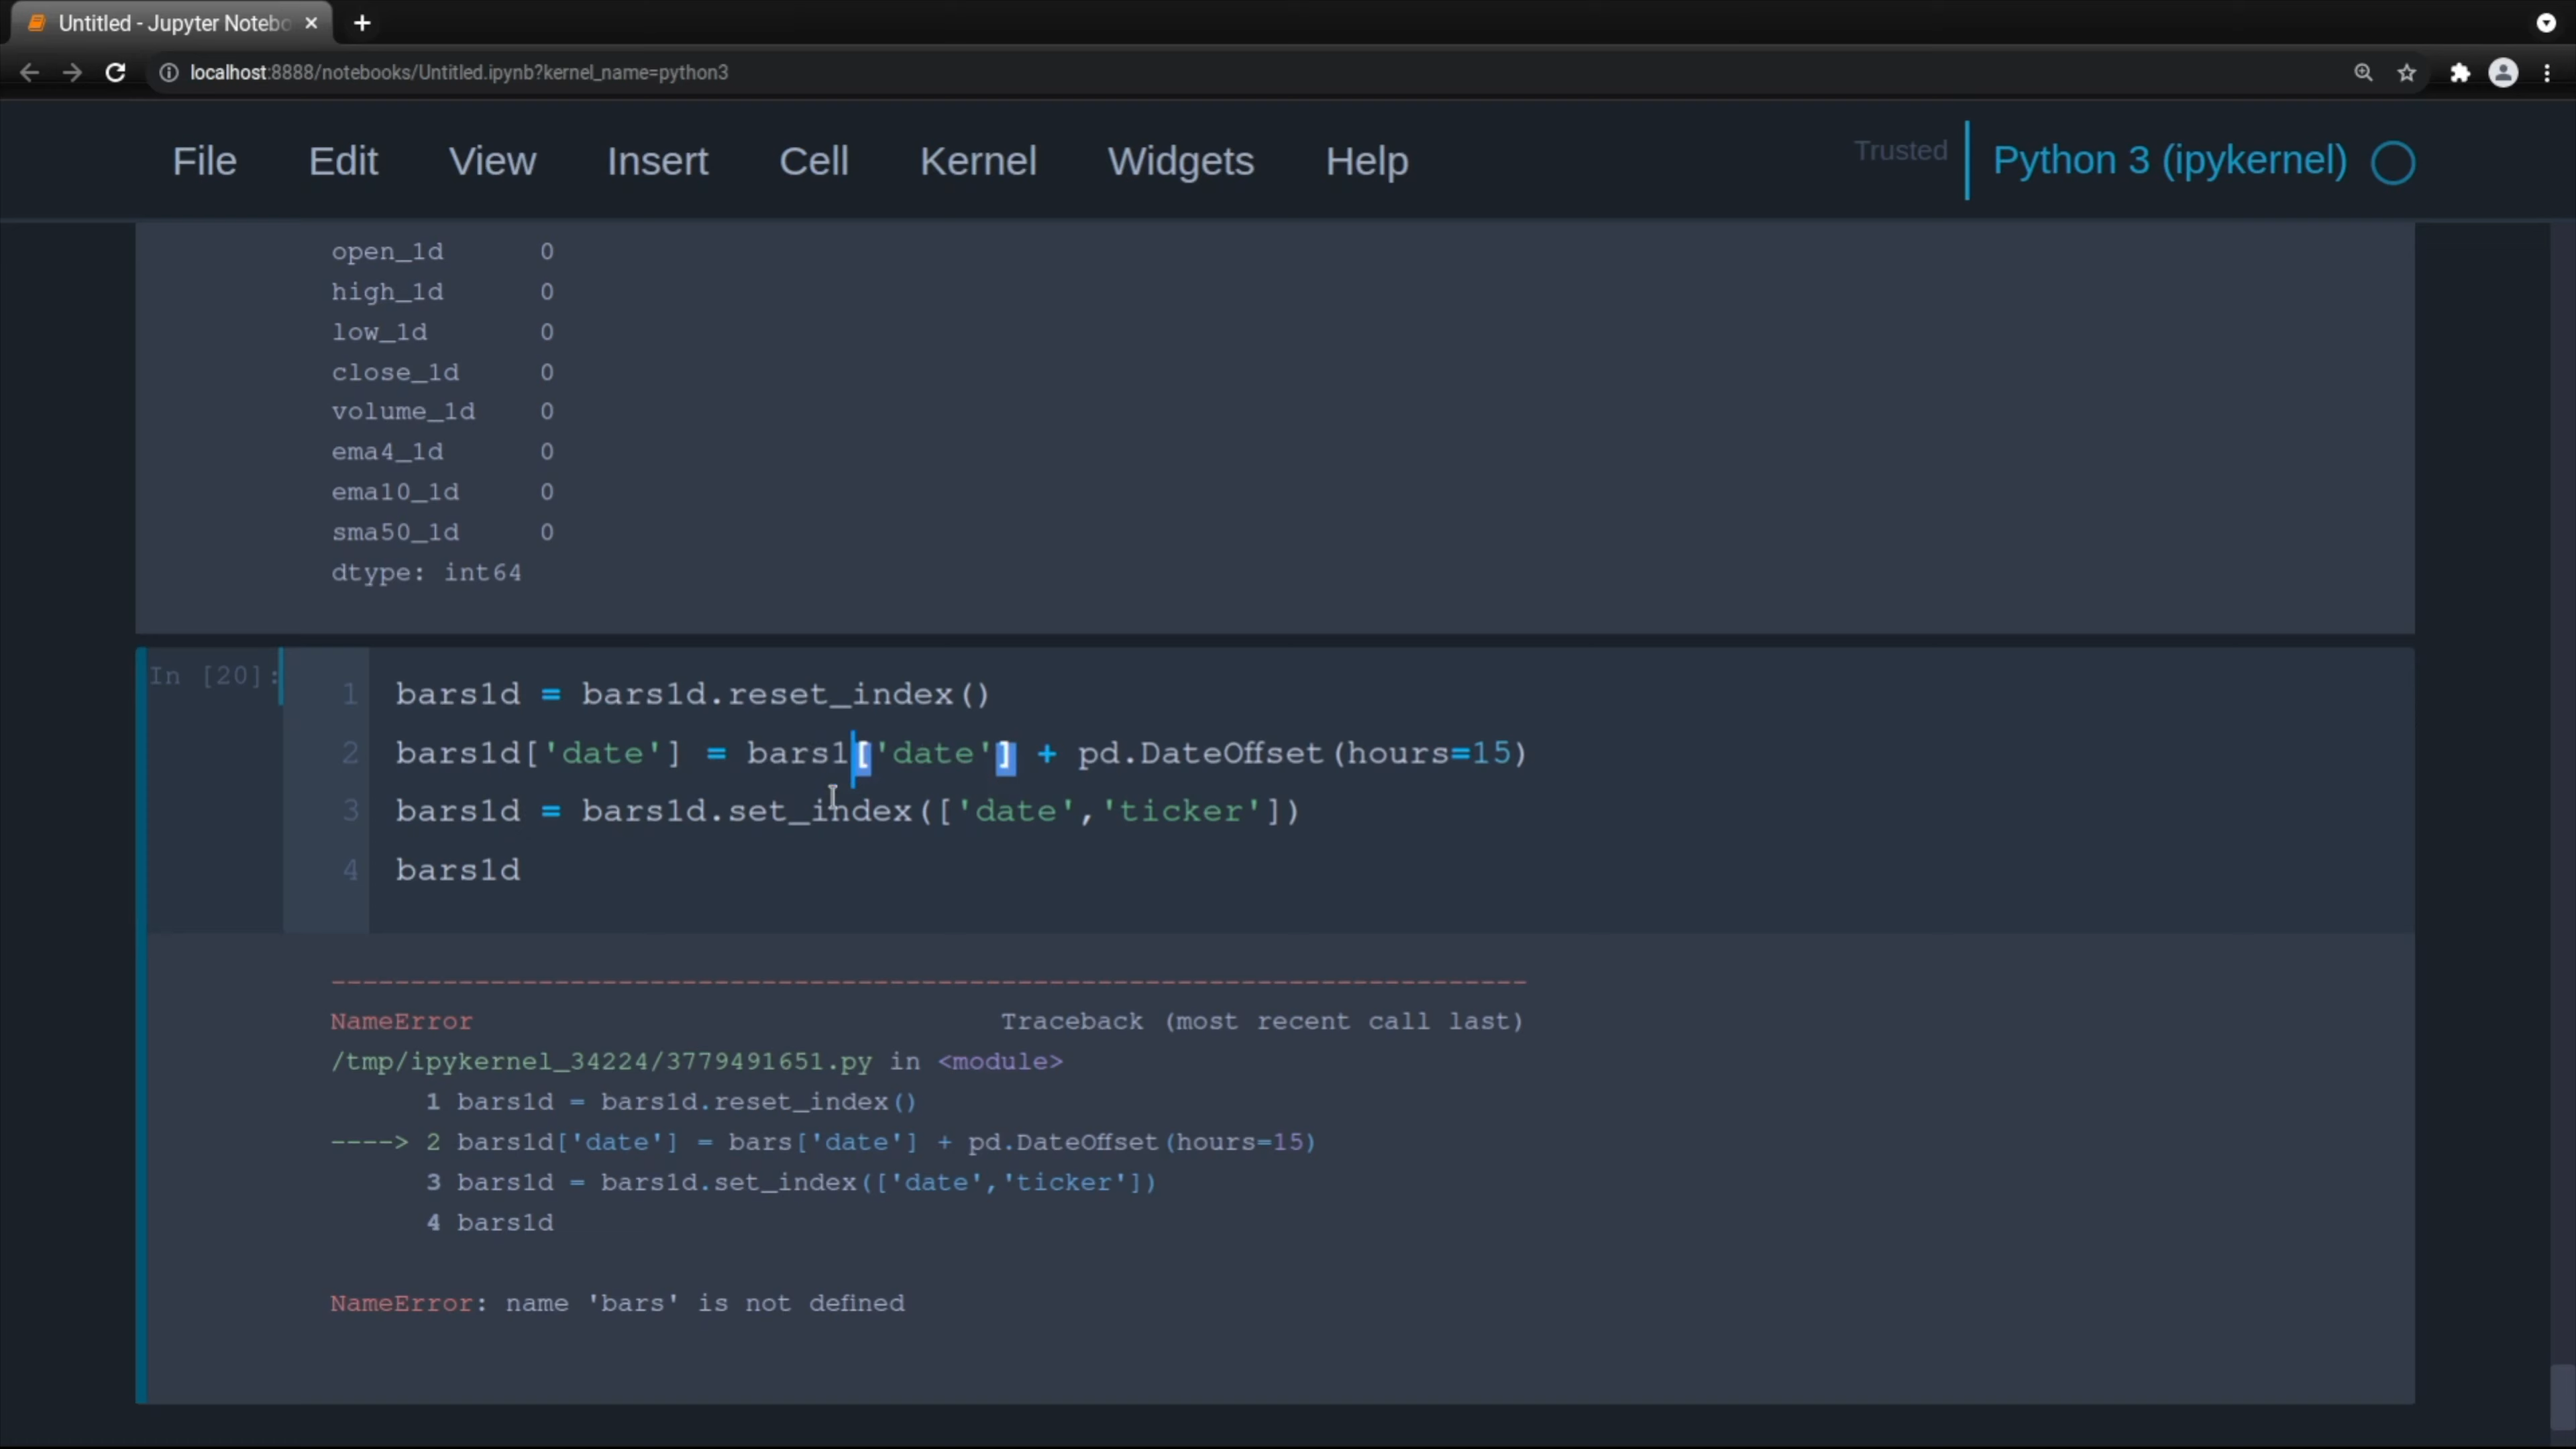 Untitled - Jupyter Notebo
localhost:8888/notebooks/Untitled.ipynb?kernel_name=python3
File Edit View Insert Cell Kernel Widgets Help Trusted Python 3 (ipykernel)
open_1d 0
high_1d 0
low_1d 0
close_1d 0
volume_1d 0
ema4_1d 0
ema10_1d 0
sma50_1d 0
dtype: int64
In [20]:
1 bars1d = bars1d.reset_index()
2 bars1d['date'] = bars1['date'] + pd.DateOffset(hours=15)
3 bars1d = bars1d.set_index(['date','ticker'])
4 bars1d
---------------------------------------------------------------------------
NameError Traceback (most recent call last)
/tmp/ipykernel_34224/3779491651.py in <module>
1 bars1d = bars1d.reset_index()
----> 2 bars1d['date'] = bars['date'] + pd.DateOffset(hours=15)
3 bars1d = bars1d.set_index(['date','ticker'])
4 bars1d
NameError: name 'bars' is not defined